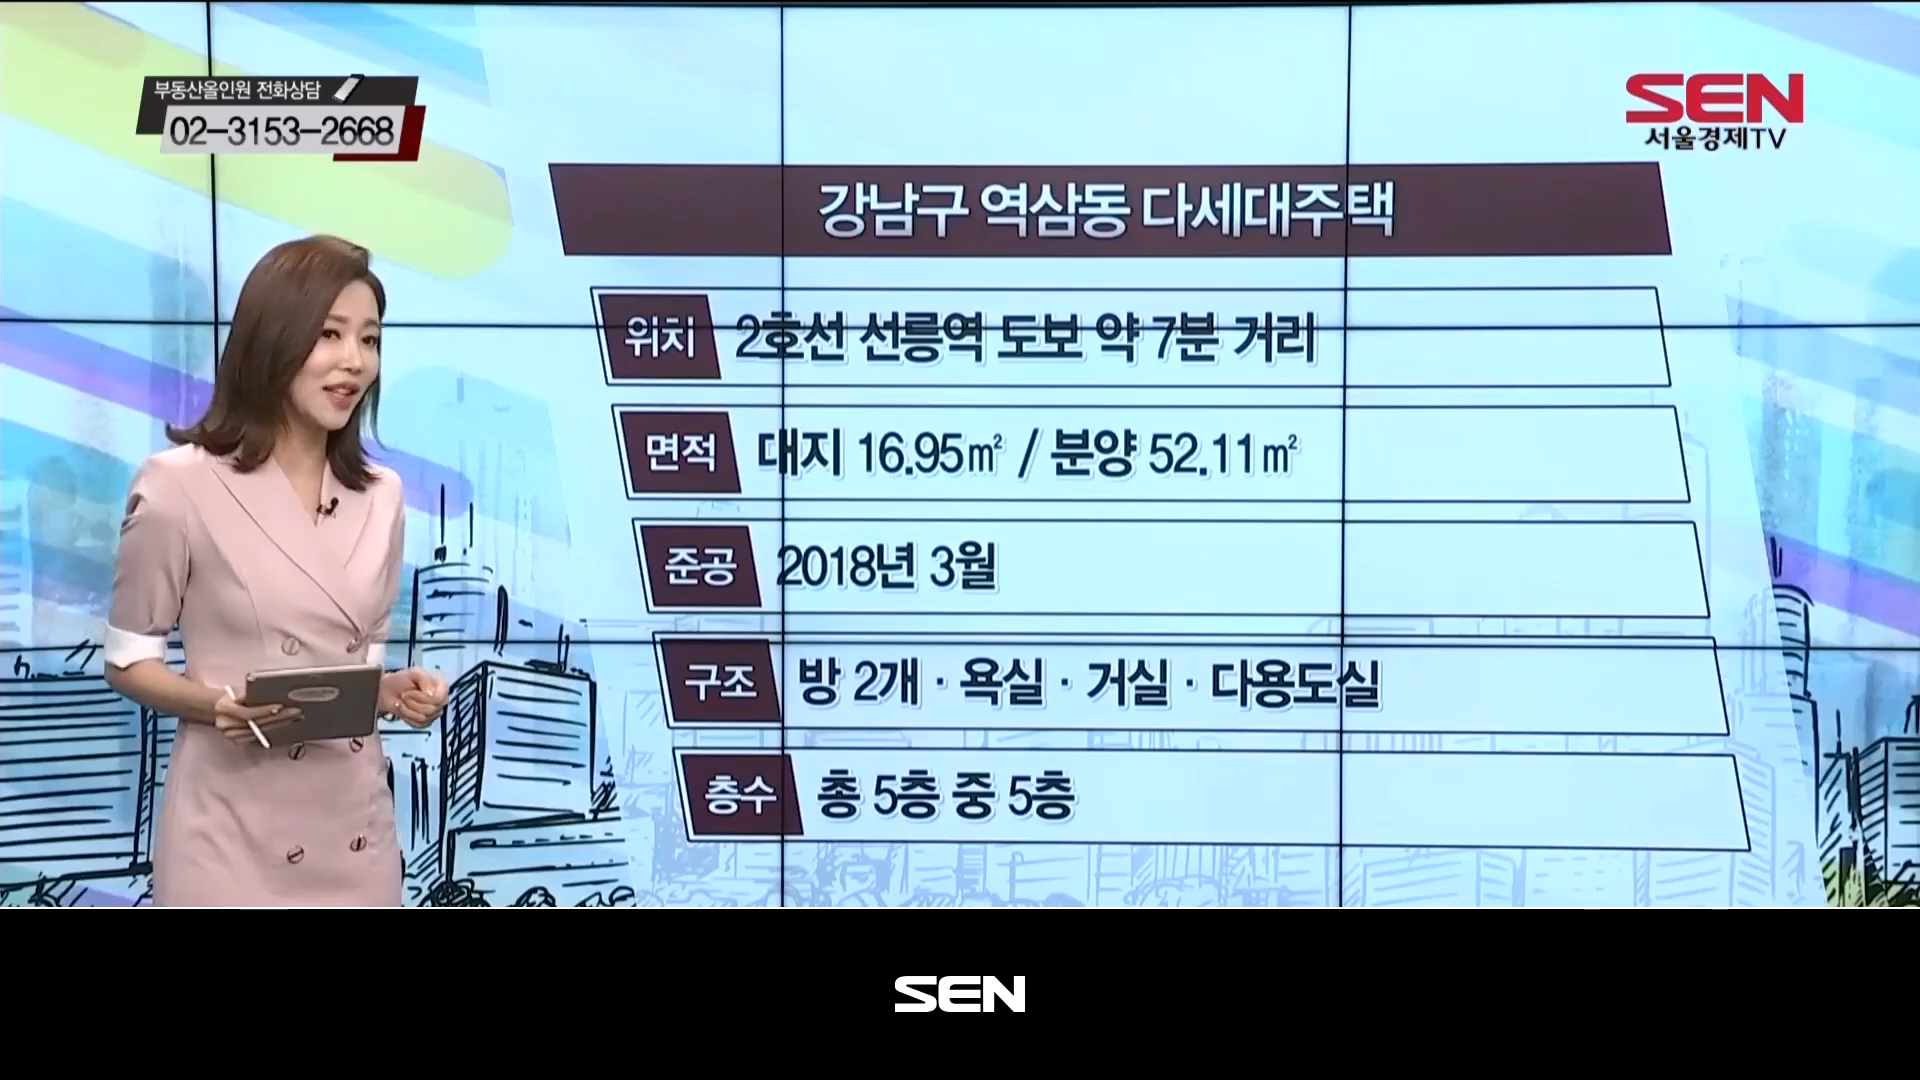 부동산올인원 전화상담
02-3153-2668
SEN
서울경제TV
강남구 역삼동 다세대주택
위치 2호선 선릉역 도보 약 7분 거리
면적 대지 16.95㎡ / 분양 52.11㎡
준공 2018년 3월
구조 방 2개 · 욕실 · 거실 · 다용도실
층수 총 5층 중 5층
SEN